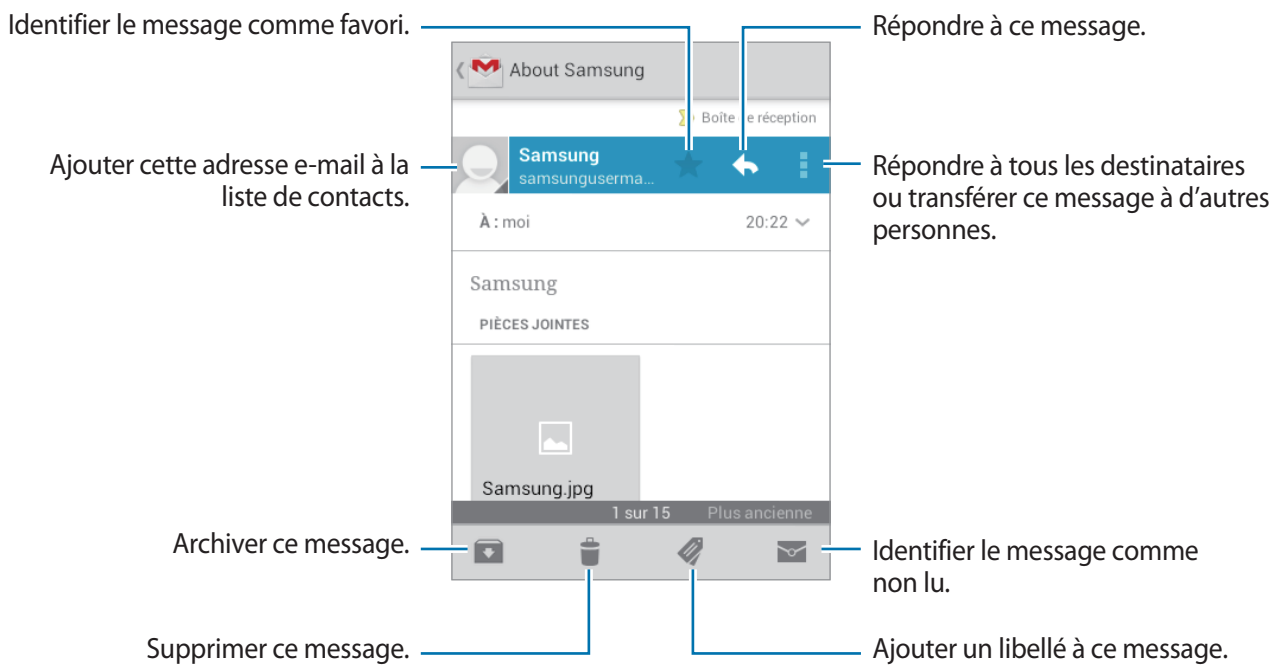 Identifier le message comme favori.
Répondre à ce message.
About Samsung
Boîte de réception
Ajouter cette adresse e-mail à la
liste de contacts.
Samsung
samsunguserma...
Répondre à tous les destinataires
ou transférer ce message à d'autres
personnes.
À : moi
20:22
Samsung
PIÈCES JOINTES
Samsung.jpg
1 sur 15
Plus ancienne
Archiver ce message.
Identifier le message comme
non lu.
Supprimer ce message.
Ajouter un libellé à ce message.